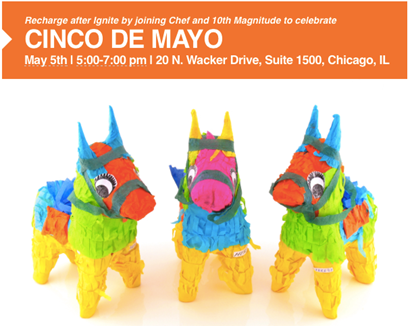 Recharge after Ignite by joining Chef and 10th Magnitude to celebrate
CINCO DE MAYO
May 5th | 5:00-7:00 pm | 20 N. Wacker Drive, Suite 1500, Chicago, IL